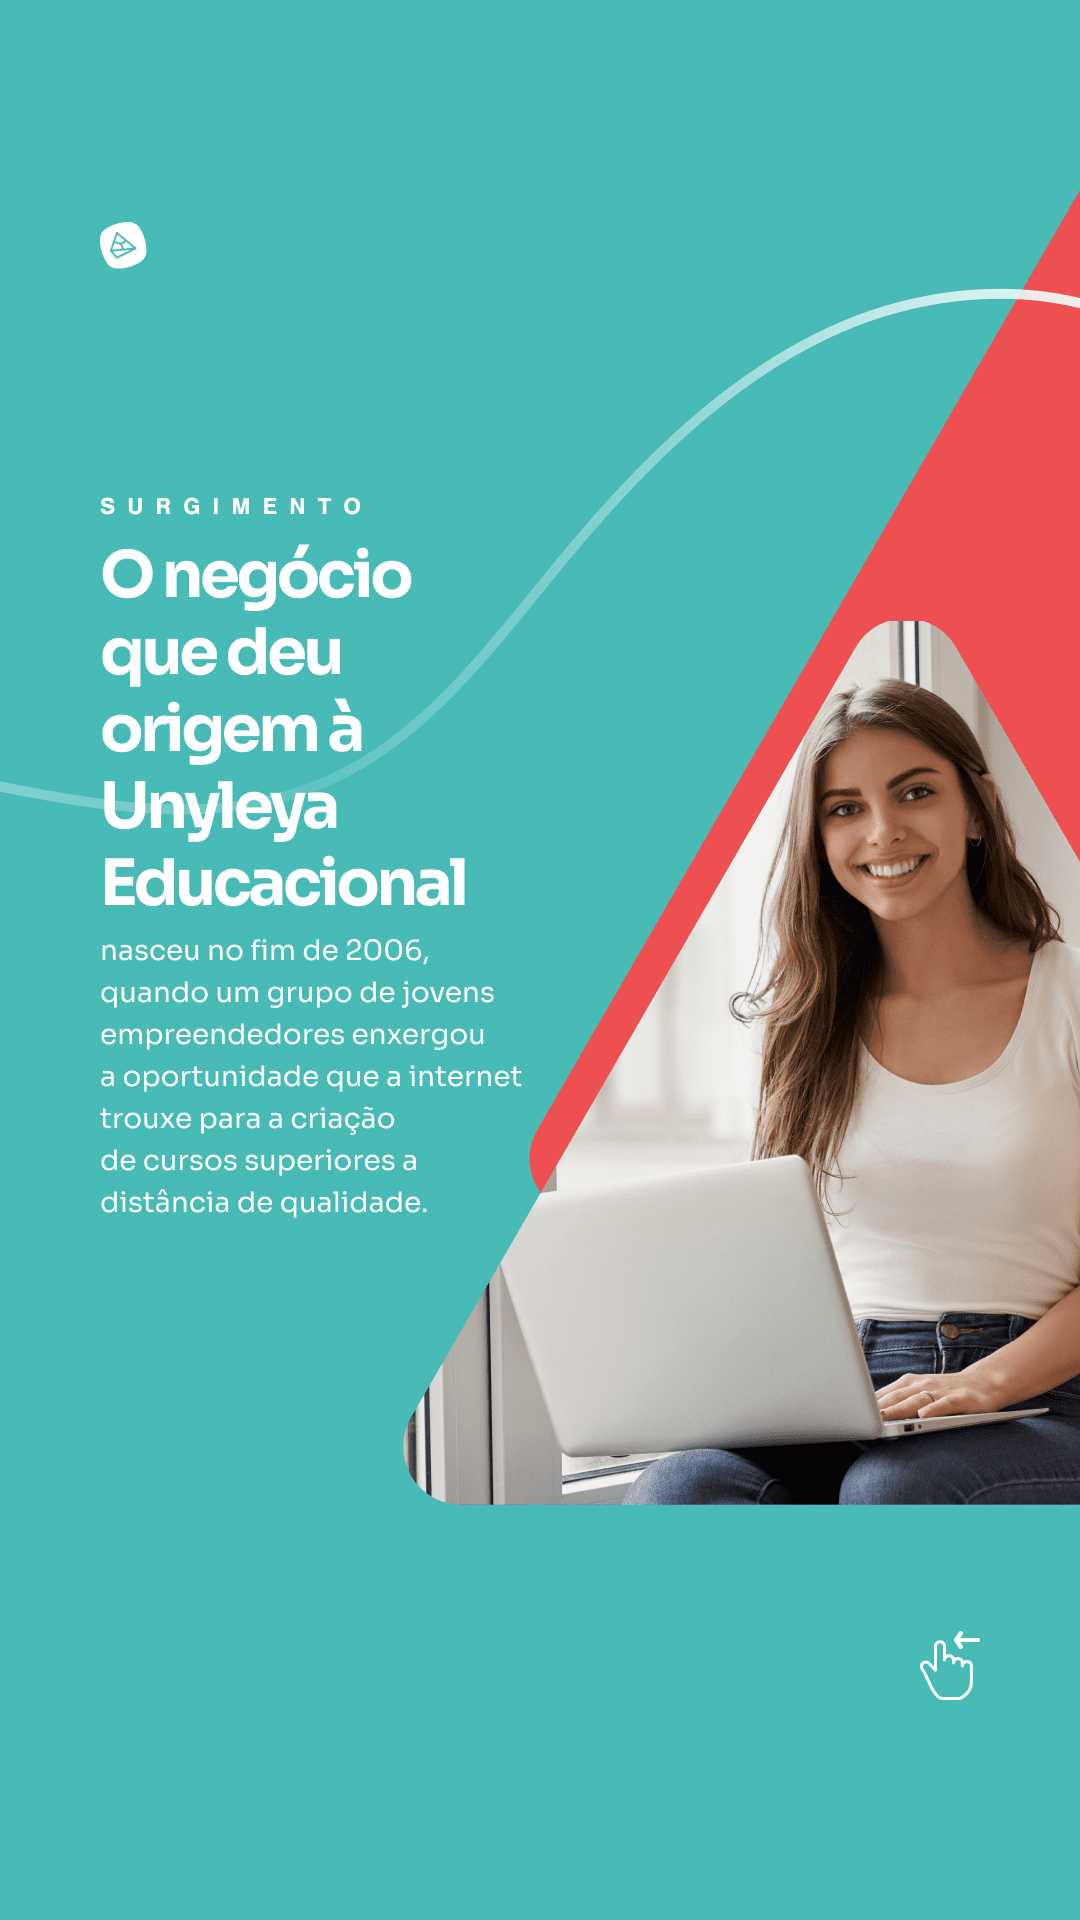 SURGIMENTO
O negócio
que deu
origem à
Unyleya
Educacional
nasceu no fim de 2006,
quando um grupo de jovens
empreendedores enxergou
a oportunidade que a internet
trouxe para a criação
de cursos superiores a
distância de qualidade.